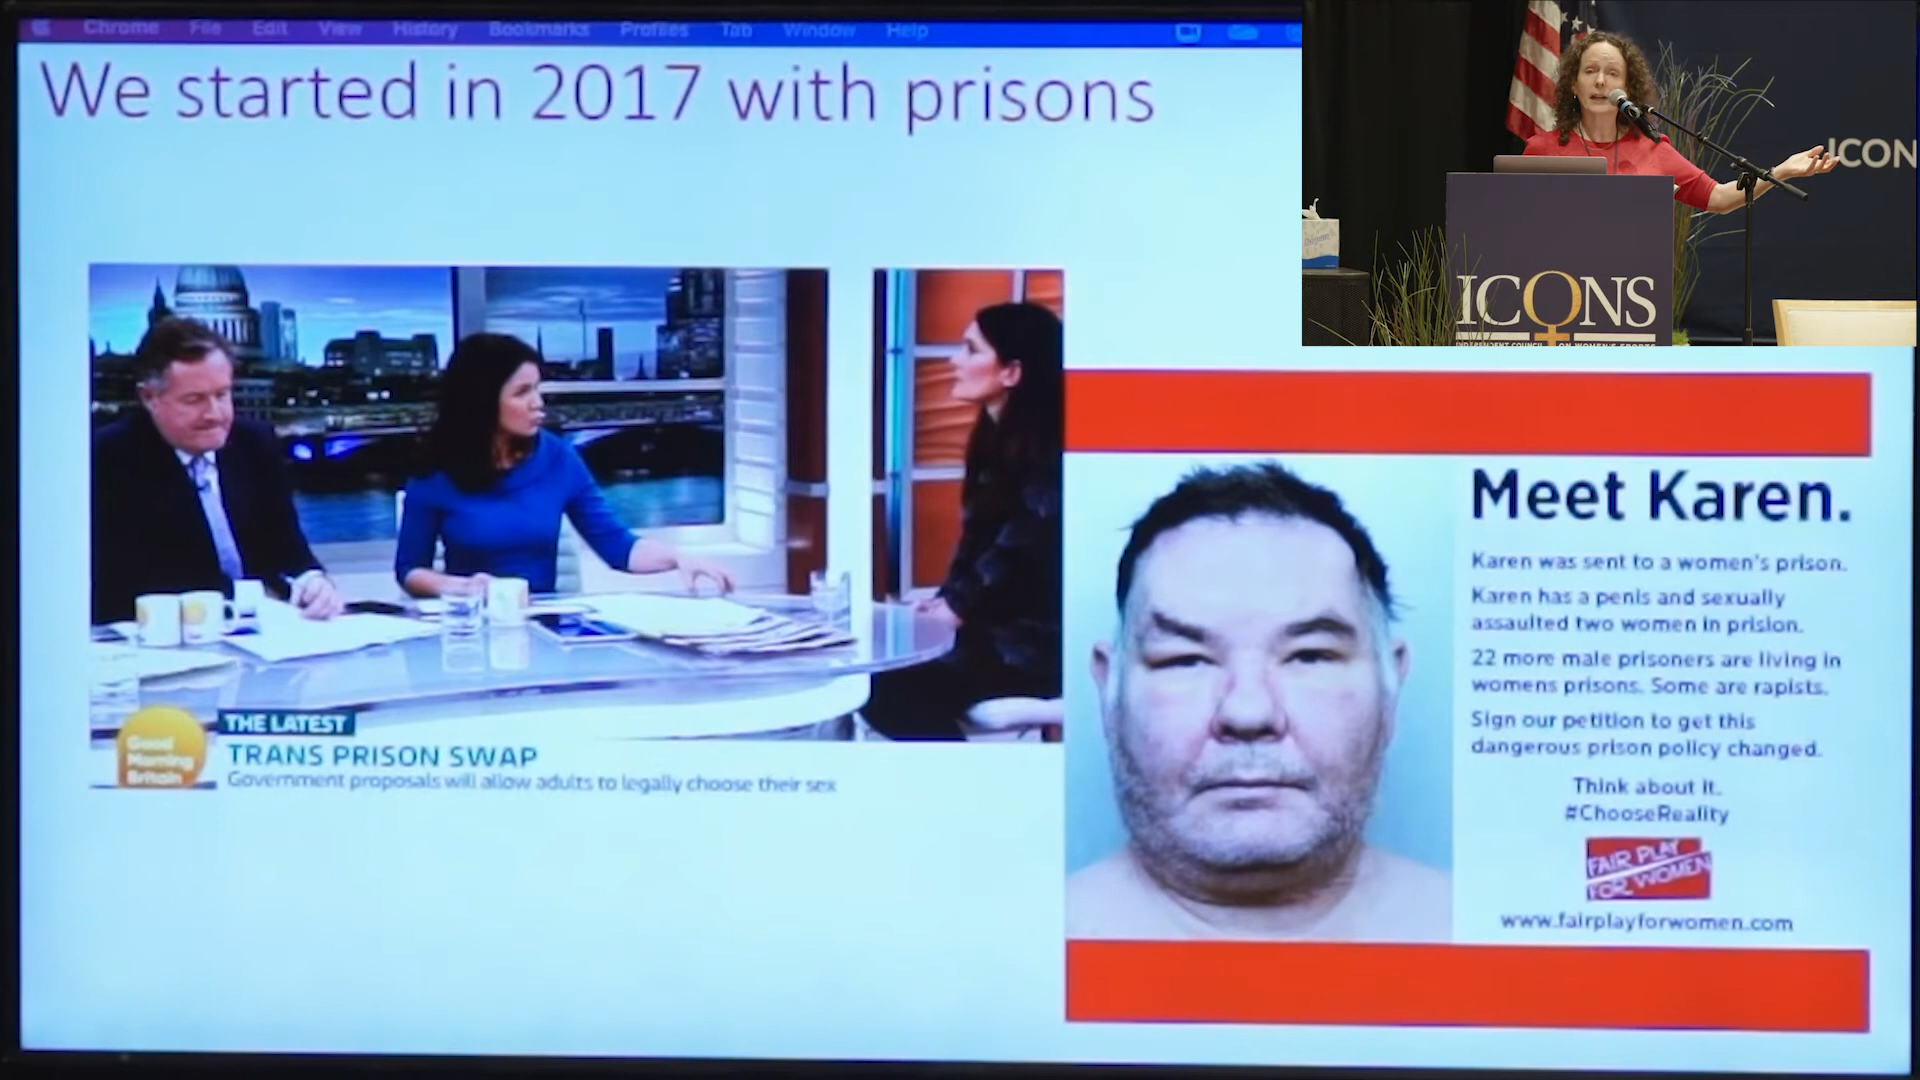 Chrome File Edit View History Bookmarks Profiles Tab Window Help
We started in 2017 with prisons
ICON
ICONS
INDEPENDENT COUNCIL ON WOMEN'S SPORTS
Good
Morning
Britain
THE LATEST
TRANS PRISON SWAP
Government proposals will allow adults to legally choose their sex
Meet Karen.
Karen was sent to a women's prison.
Karen has a penis and sexually
assaulted two women in prision.
22 more male prisoners are living in
womens prisons. Some are rapists.
Sign our petition to get this
dangerous prison policy changed.
Think about it.
#ChooseReality
FAIR PLAY
FOR WOMEN
www.fairplayforwomen.com